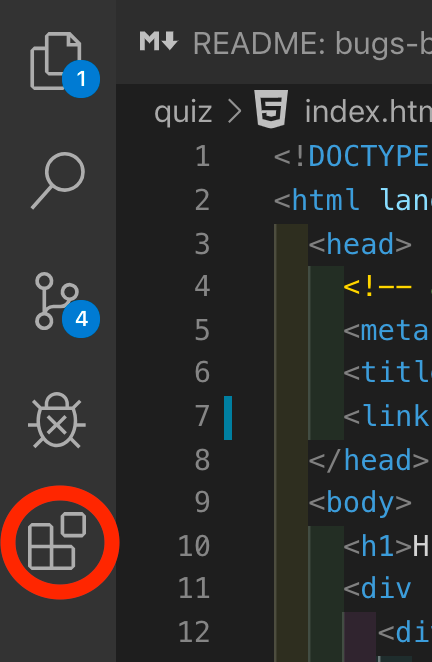 1
4
README: bugs-b
quiz > index.htm
1 <!DOCTYPE
2 <html lan
3 <head>
4 <!--
5 <meta
6 <titl
7 <link
8 </head>
9 <body>
10 <h1>H
11 <div
12 <di